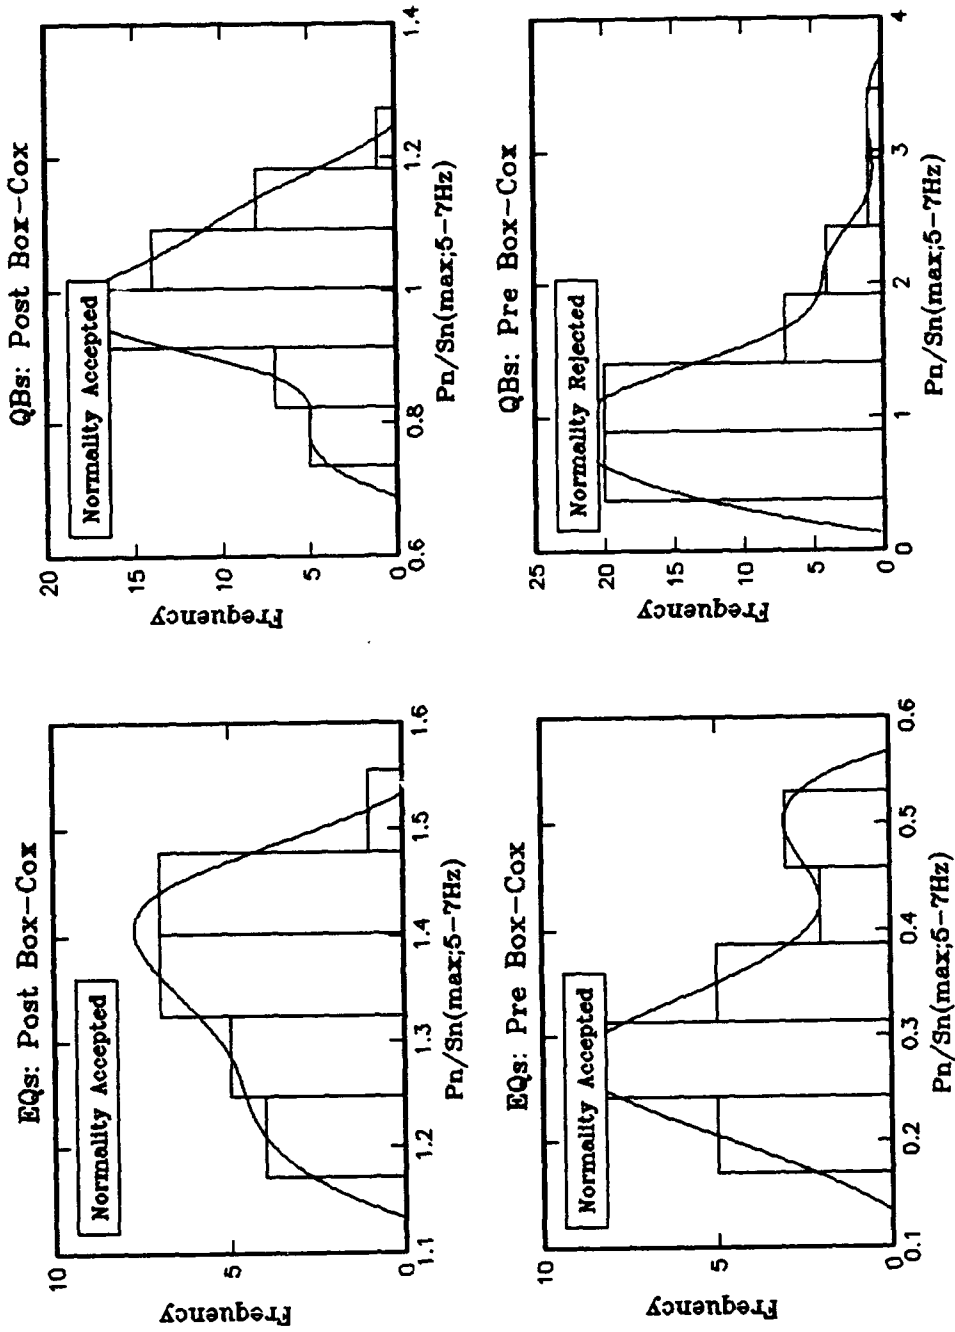 EQs: Post Box-Cox
Normality Accepted
Frequency
10
5
0
1.1
1.2
1.3
1.4
1.5
1.6
Pn/Sn(max;5-7Hz)
QBs: Post Box-Cox
Normality Accepted
Frequency
20
15
10
5
0
0.6
0.8
1
1.2
1.4
Pn/Sn(max;5-7Hz)
EQs: Pre Box-Cox
Normality Accepted
Frequency
10
5
0
0.1
0.2
0.3
0.4
0.5
0.6
Pn/Sn(max;5-7Hz)
QBs: Pre Box-Cox
Normality Rejected
Frequency
25
20
15
10
5
0
0
1
2
3
4
Pn/Sn(max;5-7Hz)